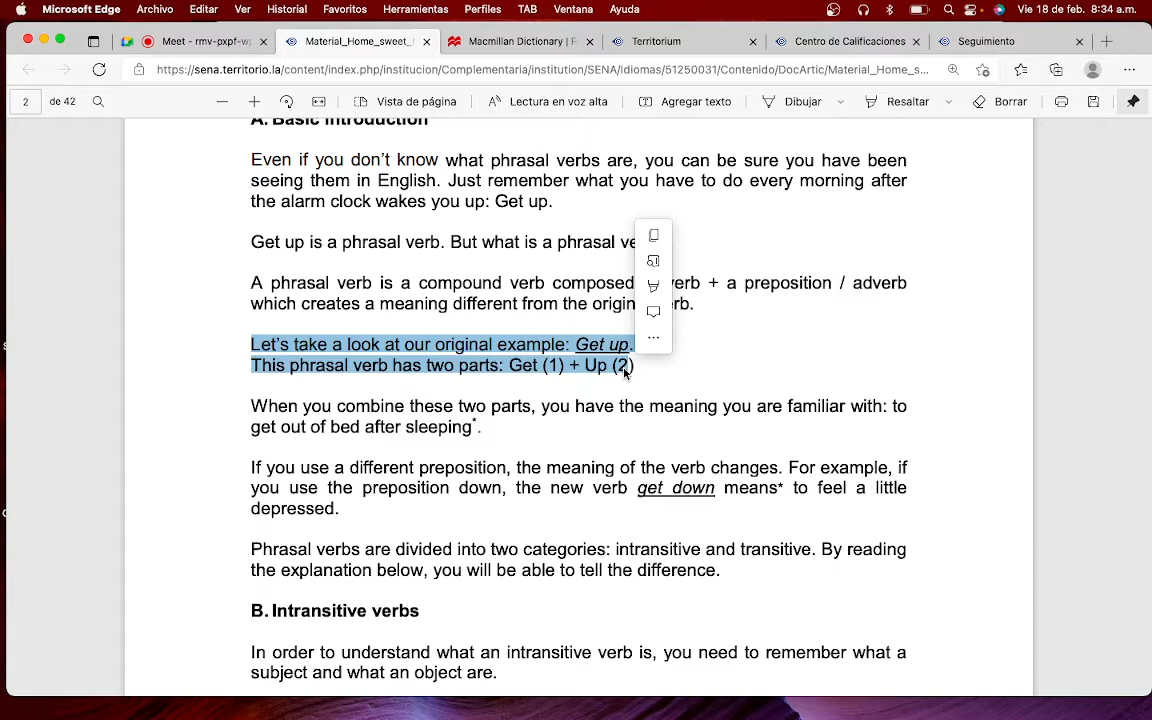 Microsoft Edge Archivo Editar Ver Historial Favoritos Herramientas Perfiles TAB Ventana Ayuda Vie 18 de feb. 8:34 a.m.
Meet - rmv-pxpf-w
Material_Home_sweet_
Macmillan Dictionary | F
Territorium
Centro de Calificaciones
Seguimiento
https://sena.territorio.la/content/index.php/institucion/Complementaria/institution/SENA/Idiomas/51250031/Contenido/DocArtic/Material_Home_s...
2 de 42 Vista de página Lectura en voz alta Agregar texto Dibujar Resaltar Borrar
A. Basic Introduction
Even if you don't know what phrasal verbs are, you can be sure you have been
seeing them in English. Just remember what you have to do every morning after
the alarm clock wakes you up: Get up.
Get up is a phrasal verb. But what is a phrasal ve
A phrasal verb is a compound verb composed erb + a preposition / adverb
which creates a meaning different from the origin rb.
Let's take a look at our original example: Get up.
This phrasal verb has two parts: Get (1) + Up (2)
When you combine these two parts, you have the meaning you are familiar with: to
get out of bed after sleeping*.
If you use a different preposition, the meaning of the verb changes. For example, if
you use the preposition down, the new verb get down means* to feel a little
depressed.
Phrasal verbs are divided into two categories: intransitive and transitive. By reading
the explanation below, you will be able to tell the difference.
B. Intransitive verbs
In order to understand what an intransitive verb is, you need to remember what a
subject and what an object are.